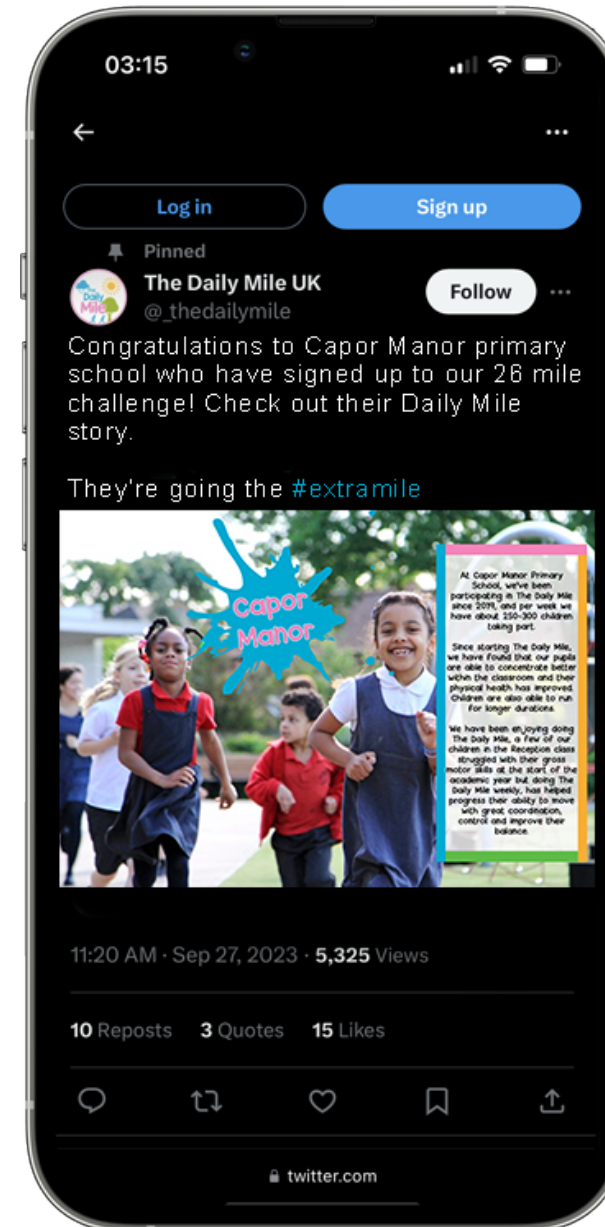 03:15
Log in
Sign up
Pinned
The Daily Mile UK
@_thedailymile
Follow
The
Daily
Mile
Congratulations to Capor Manor primary
school who have signed up to our 26 mile
challenge! Check out their Daily Mile
story.
They're going the #extramile
Capor
Manor
At Capor Manor Primary
School, we've been
participating in The Daily Mile
since 2019, and per week we
have about 250-300 children
taking part.
Since starting The Daily Mile,
we have found that our pupils
are able to concentrate better
within the classroom and their
physical health has improved.
Children are also able to run
for longer durations.
We have been enjoying doing
The Daily Mile, a few of our
children in the Reception class
struggled with their gross
motor skills at the start of the
academic year but doing The
Daily Mile weekly, has helped
progress their ability to move
with great coordination,
control and improve their
balance.
11:20 AM · Sep 27, 2023 · 5,325 Views
10 Reposts 3 Quotes 15 Likes
twitter.com